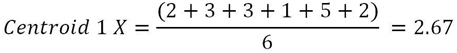 Centroid 1 X = (2 + 3 + 3 + 1 + 5 + 2) / 6 = 2.67